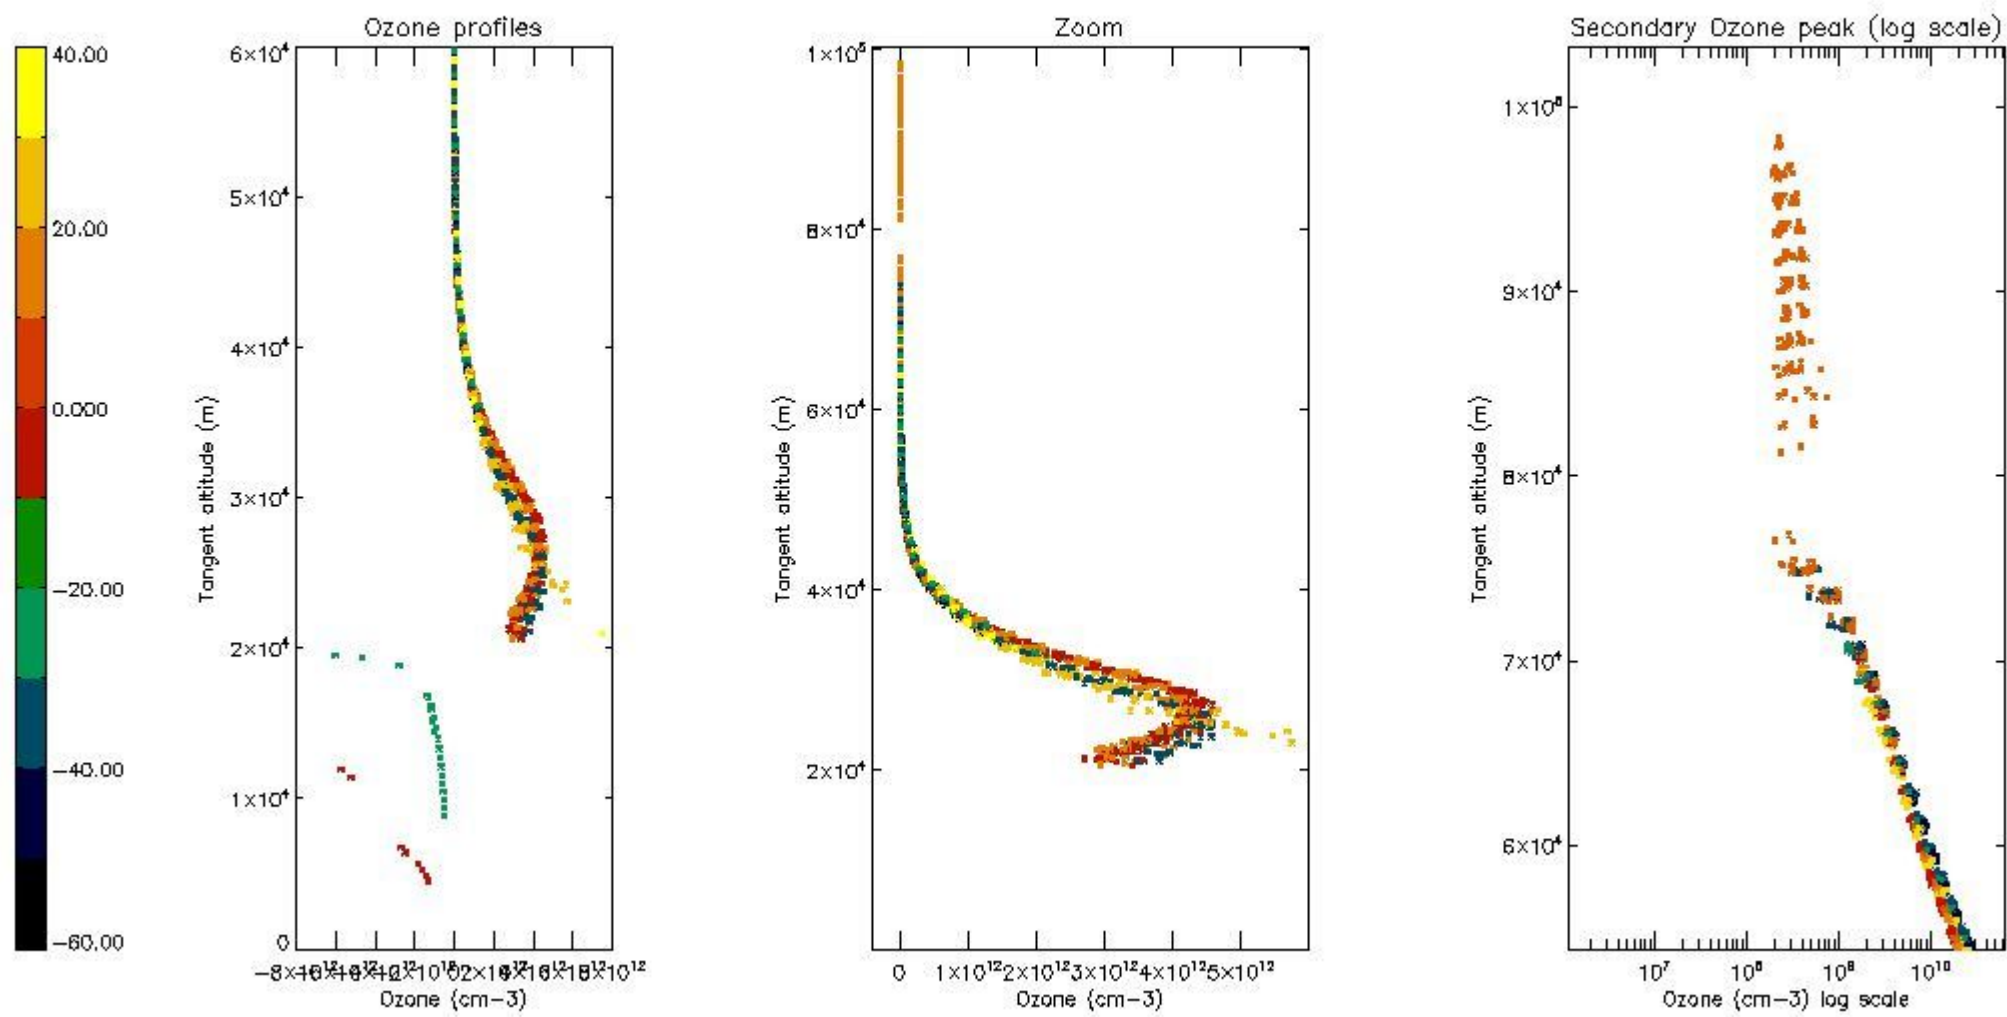 Ozone profiles
Zoom
Secondary Ozone peak (log scale)
40.00
20.00
0.000
−20.00
−40.00
−60.00
Tangent altitude (m)
6×10⁴
5×10⁴
4×10⁴
3×10⁴
2×10⁴
1×10⁴
0
Ozone (cm−3)
Tangent altitude (m)
1×10⁵
8×10⁴
6×10⁴
4×10⁴
2×10⁴
0 1×10¹² 2×10¹² 3×10¹² 4×10¹² 5×10¹²
Ozone (cm−3)
Tangent altitude (m)
9×10⁴
8×10⁴
7×10⁴
6×10⁴
10⁷ 10⁸ 10⁹ 10¹⁰
Ozone (cm−3) log scale